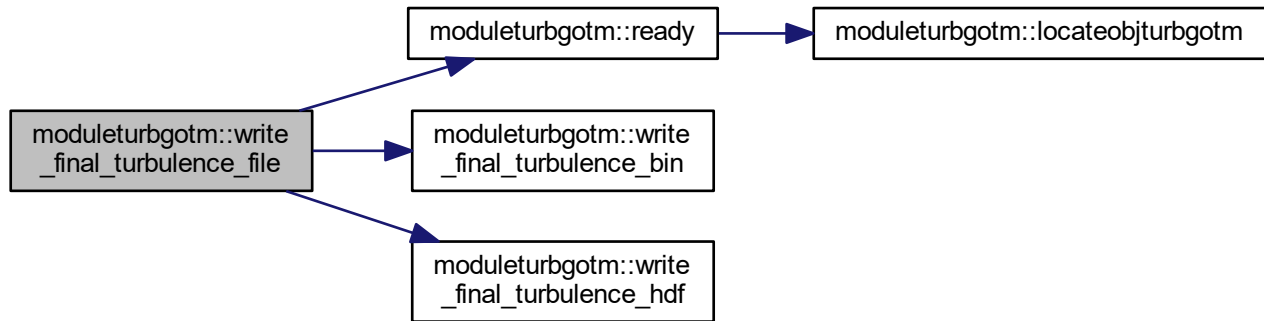 moduleturbgotm::ready
moduleturbgotm::locateobjturbgotm
moduleturbgotm::write
_final_turbulence_file
moduleturbgotm::write
_final_turbulence_bin
moduleturbgotm::write
_final_turbulence_hdf